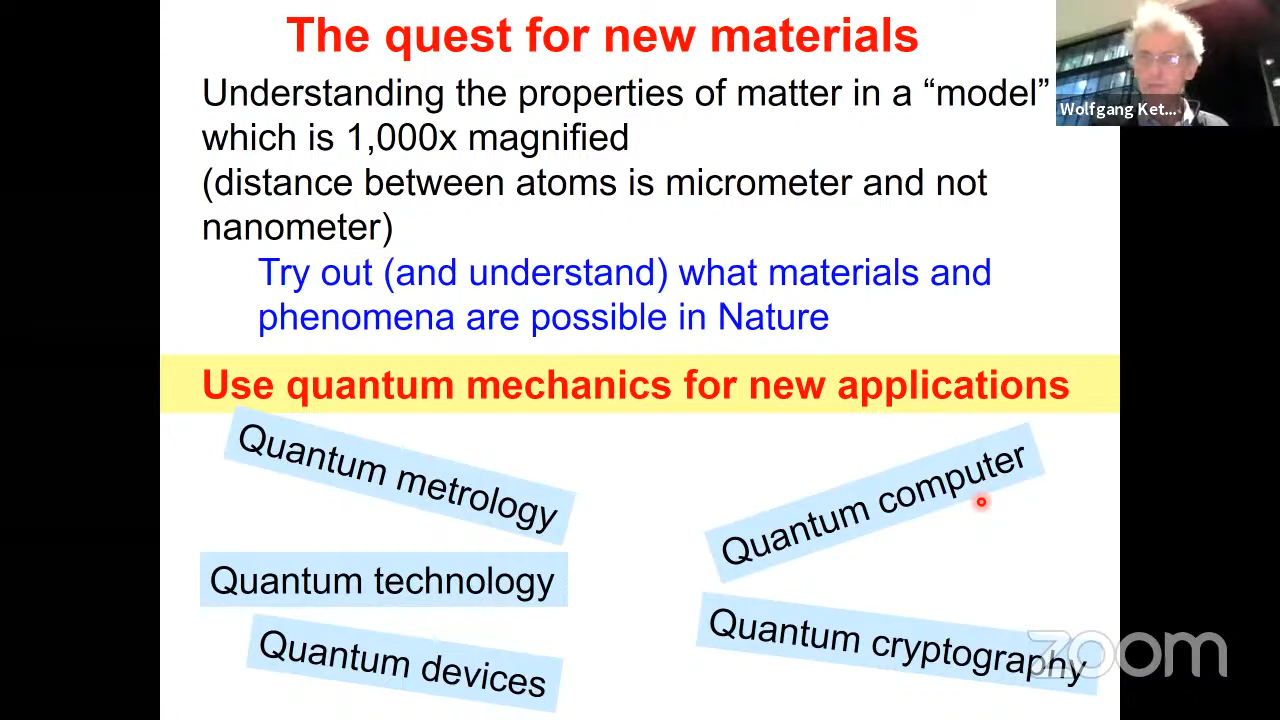 The quest for new materials
Understanding the properties of matter in a “model”
which is 1,000x magnified
(distance between atoms is micrometer and not
nanometer)
Try out (and understand) what materials and
phenomena are possible in Nature
Use quantum mechanics for new applications
Quantum metrology
Quantum computer
Quantum technology
Quantum cryptography
Quantum devices
Wolfgang Ket...
zoom